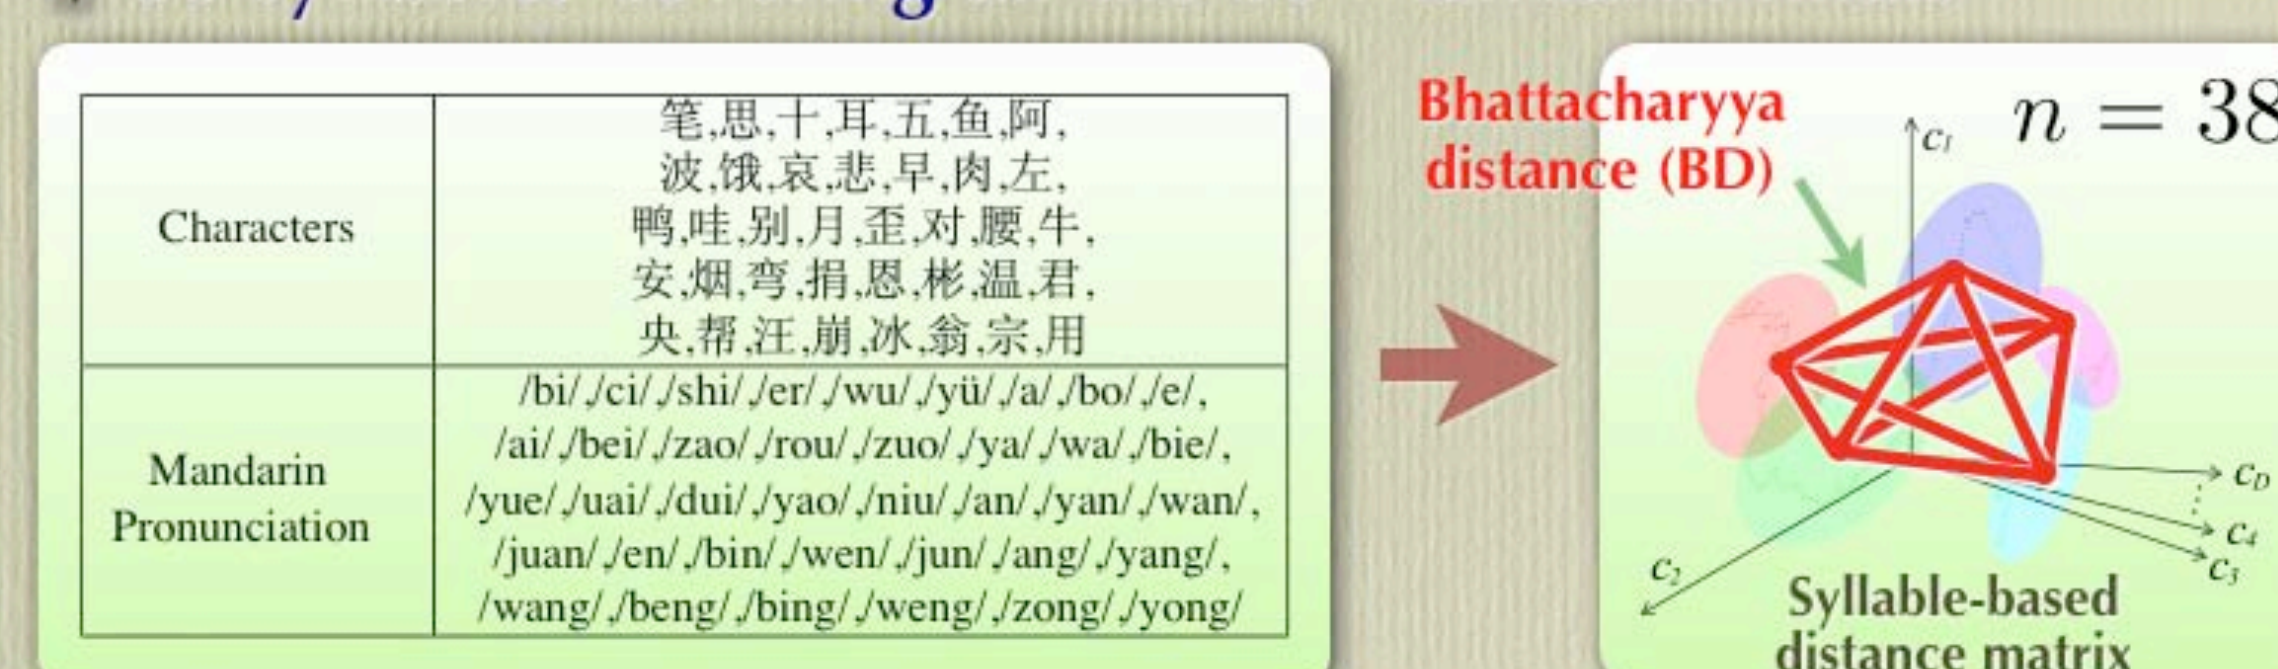 Characters
笔,思,十,耳,五,鱼,阿,
波,饿,哀,悲,早,肉,左,
鸭,哇,别,月,歪,对,腰,牛,
安,烟,弯,捐,恩,彬,温,君,
央,帮,汪,崩,冰,翁,宗,用
Mandarin
Pronunciation
/bi/,/ci/,/shi/,/er/,/wu/,/yü/,/a/,/bo/,/e/,
/ai/,/bei/,/zao/,/rou/,/zuo/,/ya/,/wa/,/bie/,
/yue/,/uai/,/dui/,/yao/,/niu/,/an/,/yan/,/wan/,
/juan/,/en/,/bin/,/wen/,/jun/,/ang/,/yang/,
/wang/,/beng/,/bing/,/weng/,/zong/,/yong/
Bhattacharyya
distance (BD)
n = 38
c1
cD
c4
c3
c2
Syllable-based
distance matrix